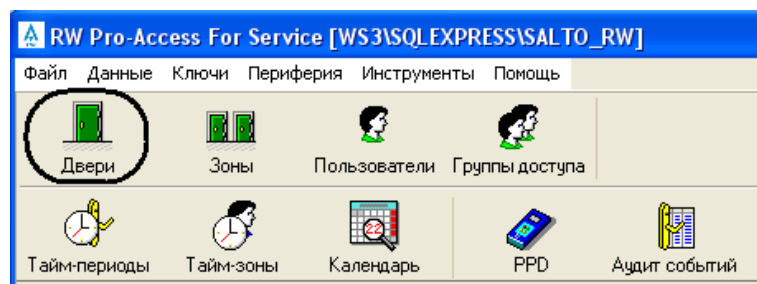 RW Pro-Access For Service [WS3\SQLEXPRESS\SALTO_RW]
Файл Данные Ключи Периферия Инструменты Помощь
Двери Зоны Пользователи Группы доступа
22
Тайм-периоды Тайм-зоны Календарь PPD Аудит событий